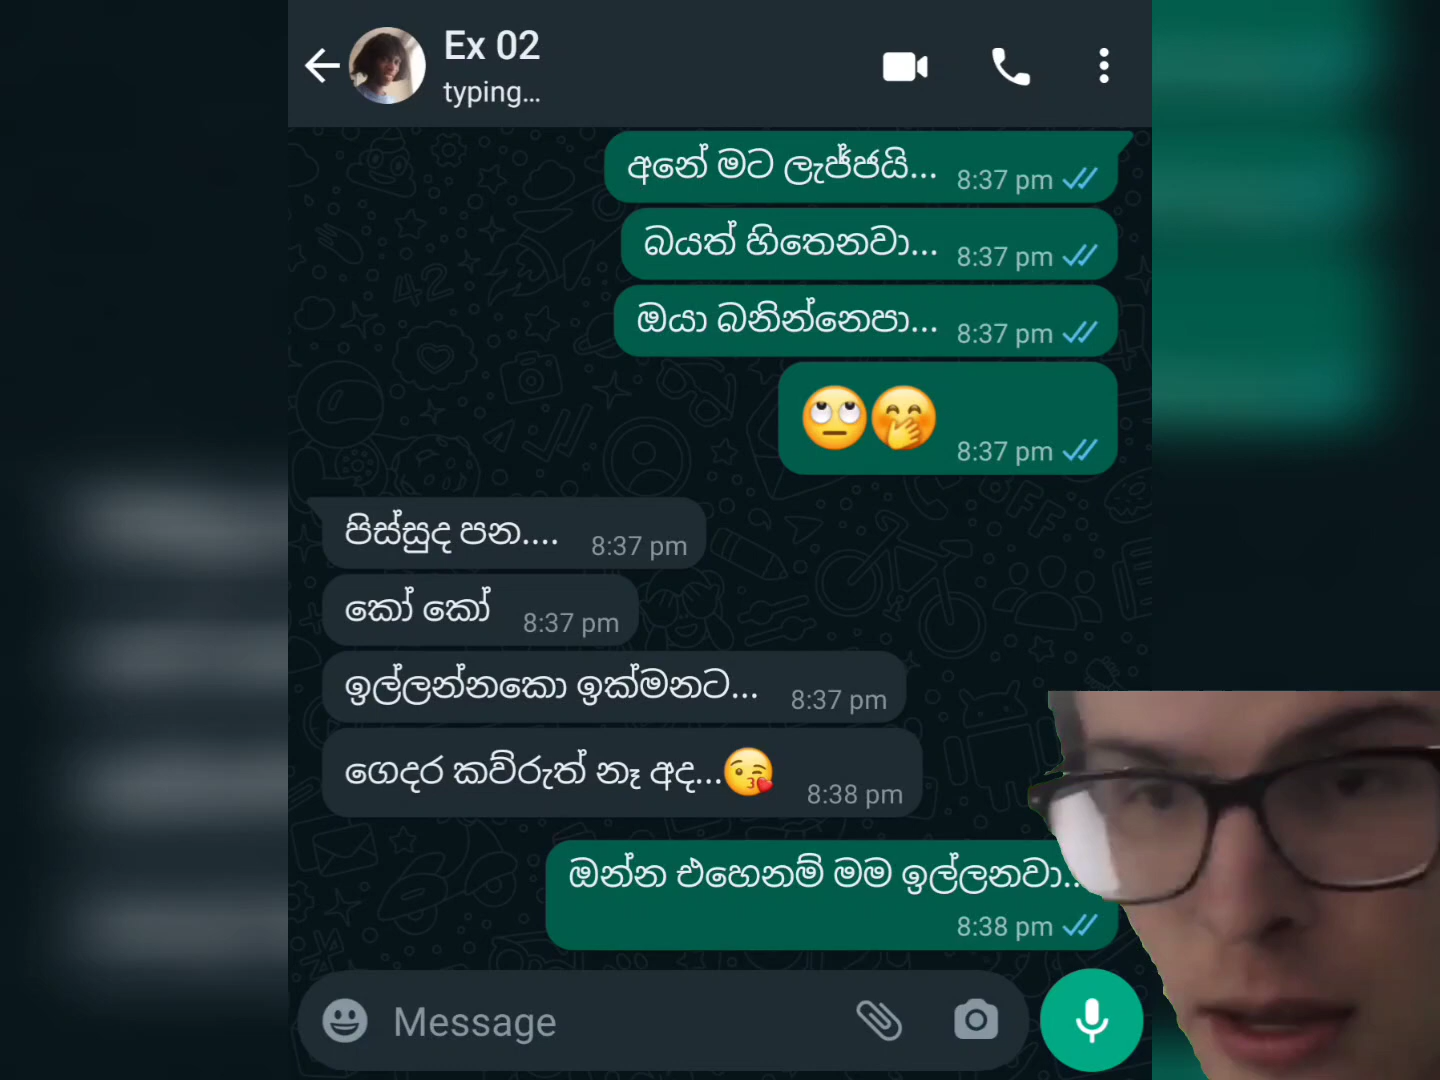 Ex 02
typing...
අනේ මට ලැජ්ජයි... 8:37 pm
බයත් හිතෙනවා... 8:37 pm
ඔයා බනින්නෙපා... 8:37 pm
🙄🤭 8:37 pm
පිස්සුද පන.... 8:37 pm
කෝ කෝ 8:37 pm
ඉල්ලන්නකො ඉක්මනට... 8:37 pm
ගෙදර කව්රුත් නෑ අද...😘 8:38 pm
ඔන්න එහෙනම් මම ඉල්ලනවා..
8:38 pm
Message